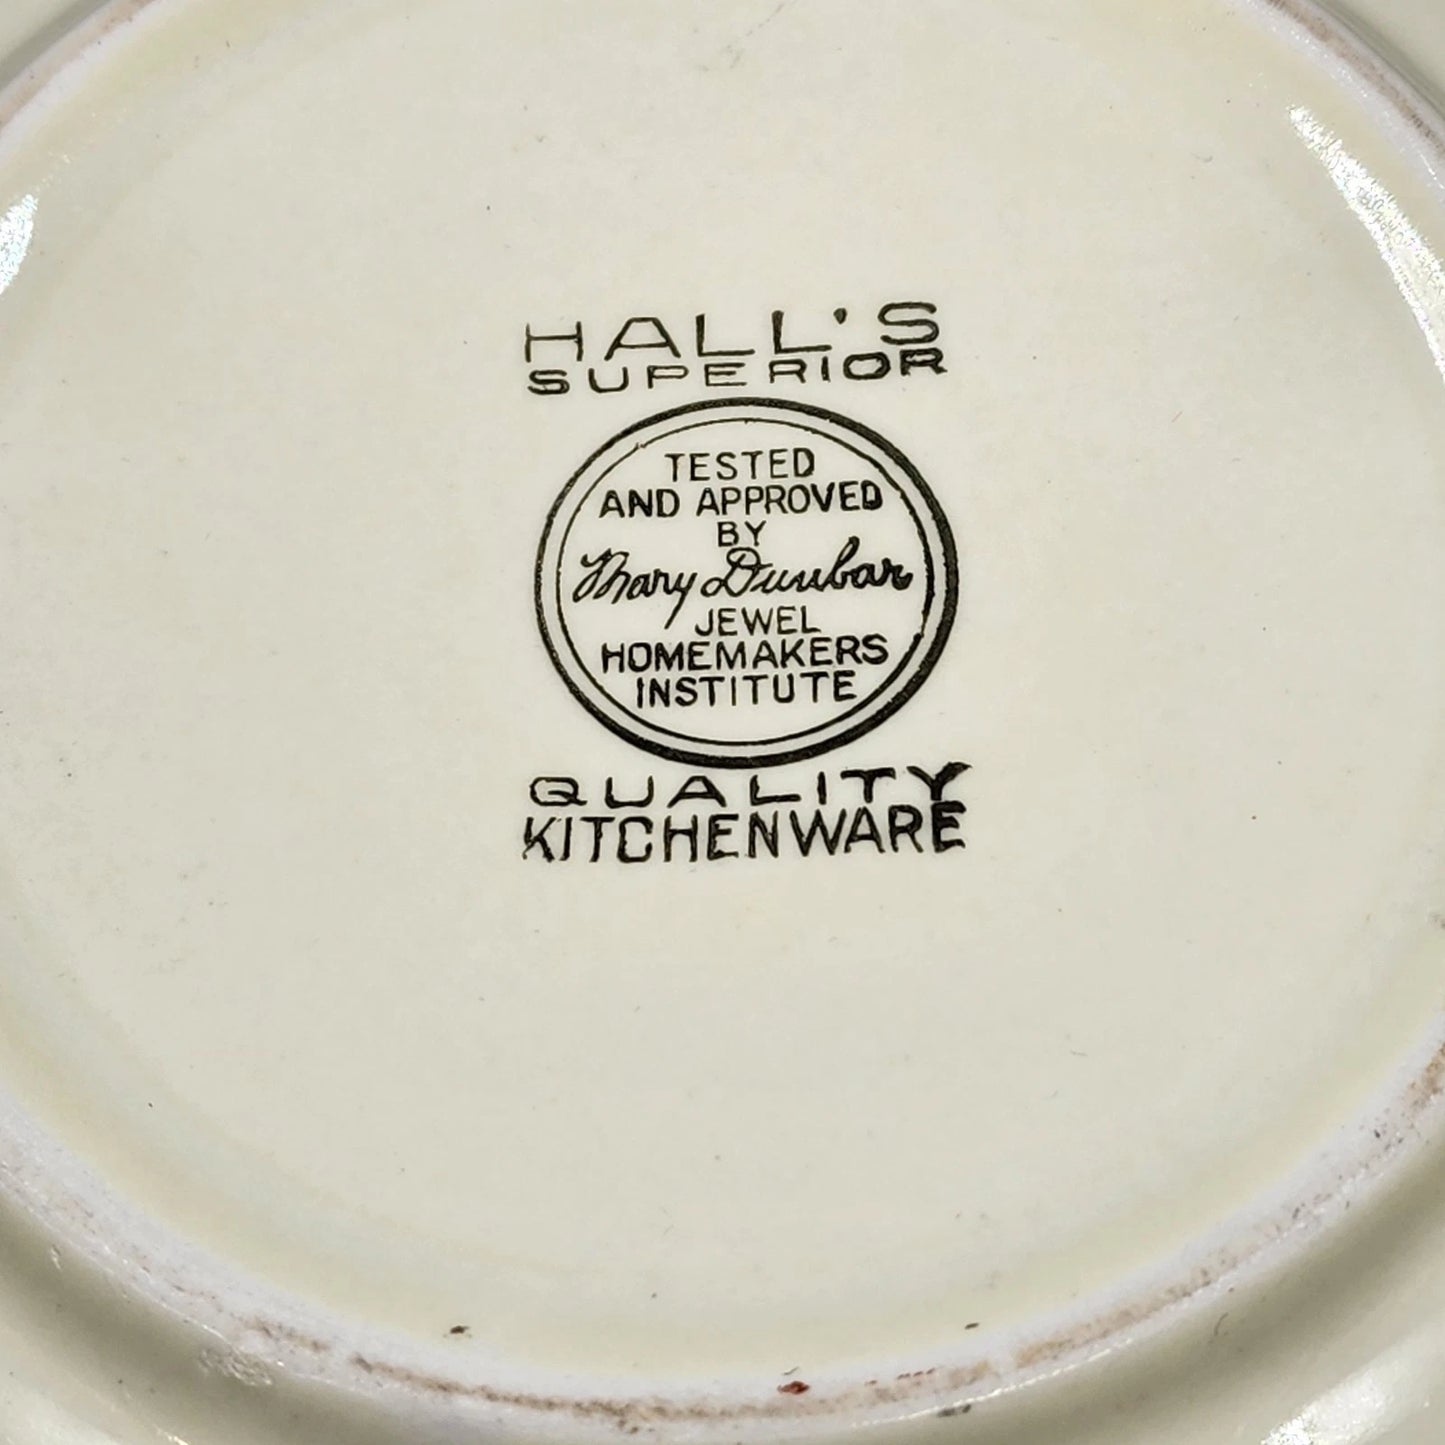 HALL'S
SUPERIOR
TESTED
AND APPROVED
BY
Mary Dunbar
JEWEL
HOMEMAKERS
INSTITUTE
QUALITY
KITCHENWARE